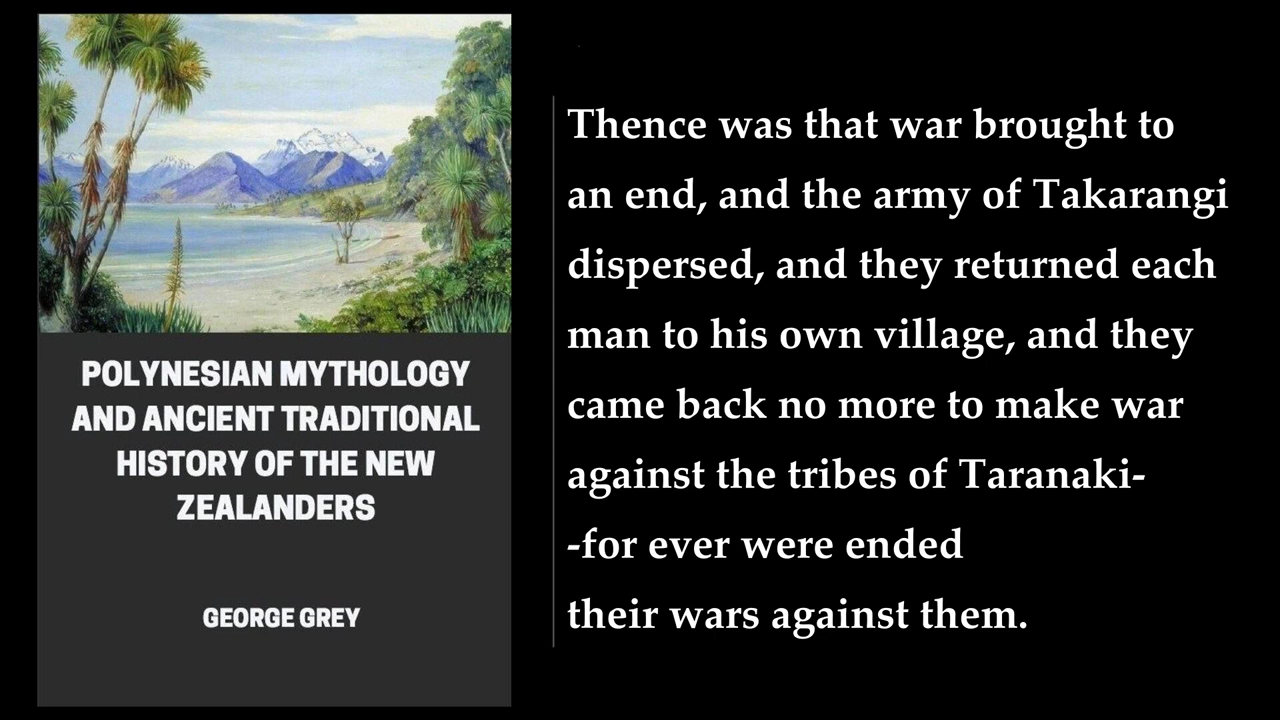 POLYNESIAN MYTHOLOGY
AND ANCIENT TRADITIONAL
HISTORY OF THE NEW
ZEALANDERS
GEORGE GREY
Thence was that war brought to
an end, and the army of Takarangi
dispersed, and they returned each
man to his own village, and they
came back no more to make war
against the tribes of Taranaki-
-for ever were ended
their wars against them.